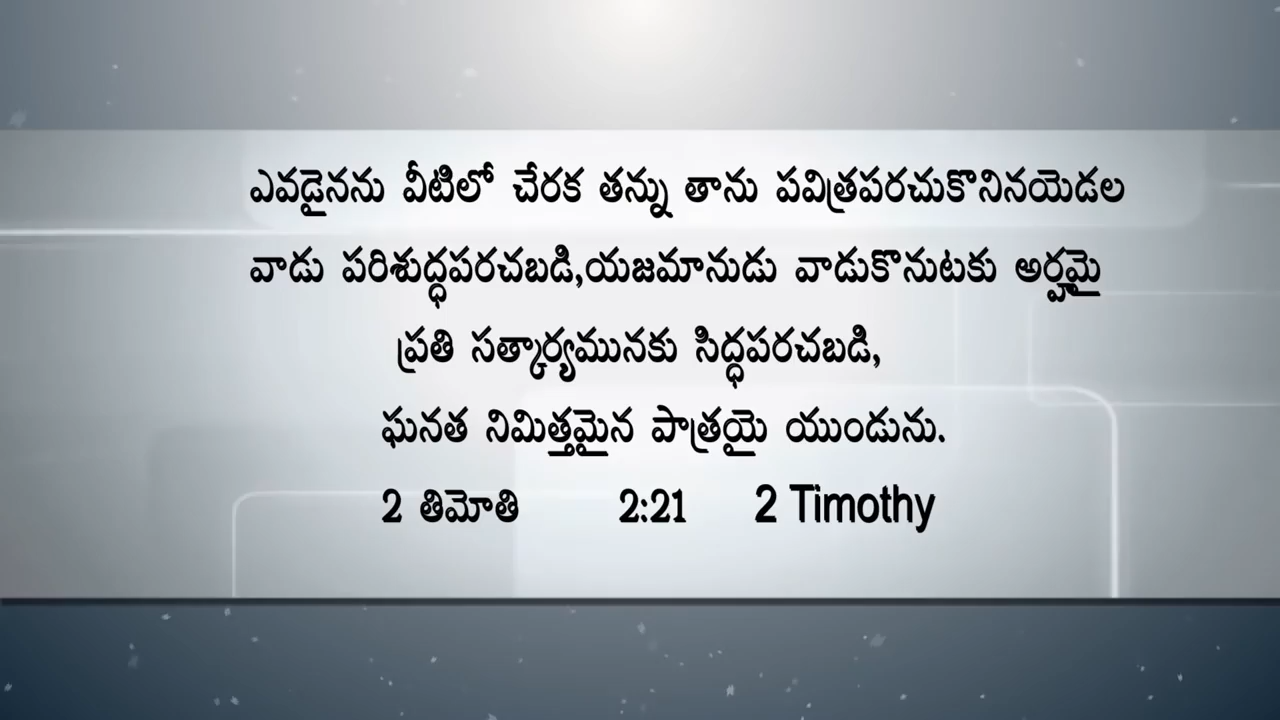 ఎవడైనను వీటిలో చేరక తన్ను తాను పవిత్రపరచుకొనినయెడల
వాడు పరిశుద్ధపరచబడి,యజమానుడు వాడుకొనుటకు అర్హమై
ప్రతి సత్కార్యమునకు సిద్ధపరచబడి,
ఘనత నిమిత్తమైన పాత్రయై యుండును.
2 తిమోతి 2:21 2 Timothy